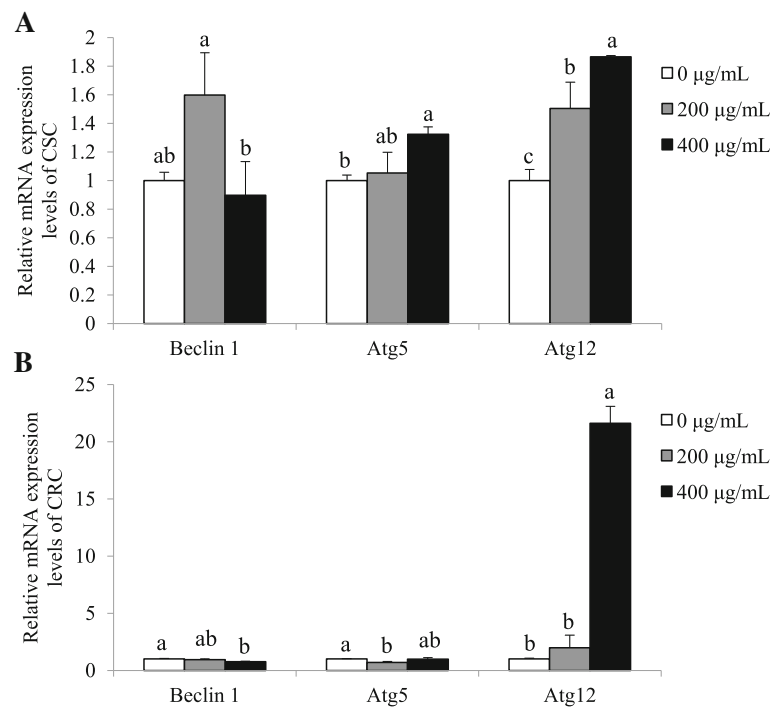 A
Relative mRNA expression
levels of CSC
2
1.8
1.6
1.4
1.2
1
0.8
0.6
0.4
0.2
0
ab
a
b
b
ab
a
c
b
a
Beclin 1
Atg5
Atg12
0 µg/mL
200 µg/mL
400 µg/mL
B
Relative mRNA expression
levels of CRC
25
20
15
10
5
0
a
ab
b
a
b
ab
b
b
a
Beclin 1
Atg5
Atg12
0 µg/mL
200 µg/mL
400 µg/mL